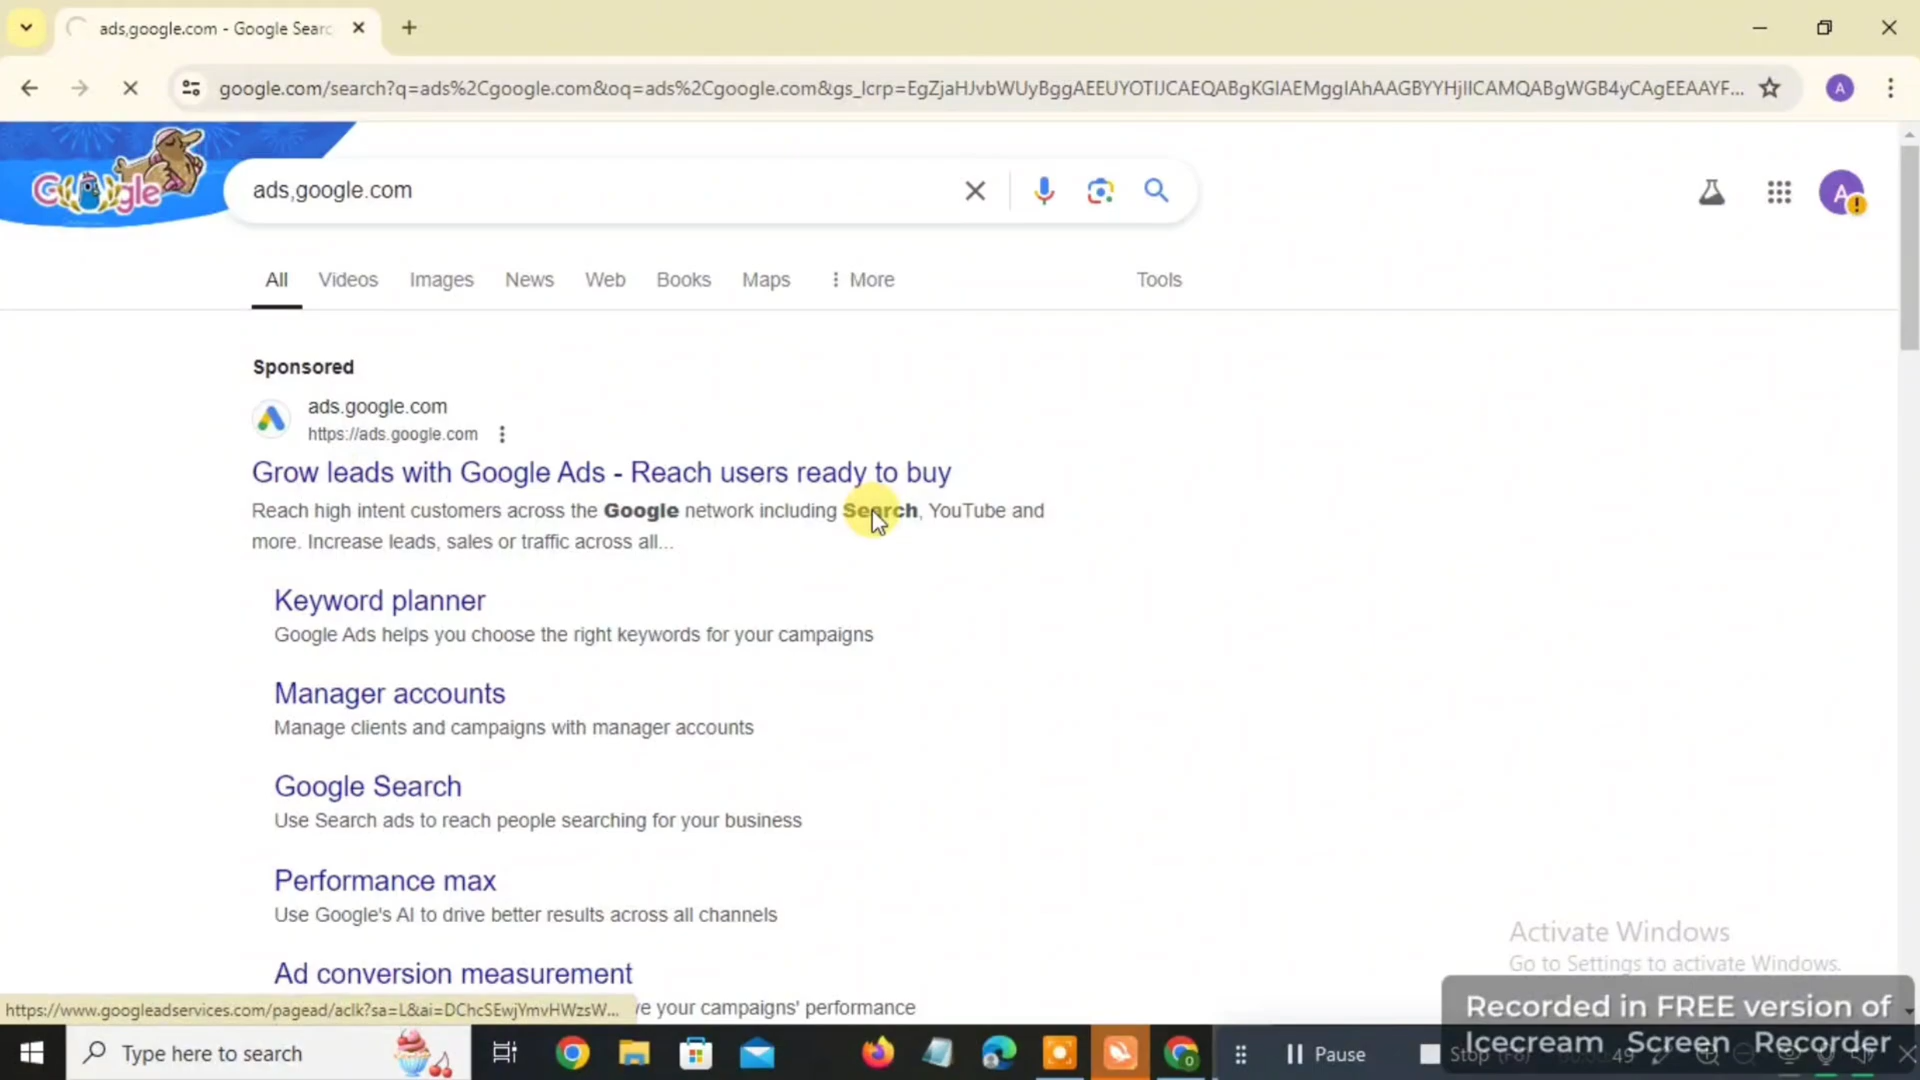 ads,google.com - Google Searc
google.com/search?q=ads%2Cgoogle.com&oq=ads%2Cgoogle.com&gs_lcrp=EgZjaHJvbWUyBggAEEUYOTIJCAEQABgKGIAEMggIAhAAGBYYHjIICAMQABgWGB4yCAgEEAAYF...
A
Google
ads,google.com
A
All Videos Images News Web Books Maps More Tools
Sponsored
ads.google.com
https://ads.google.com
Grow leads with Google Ads - Reach users ready to buy
Reach high intent customers across the Google network including Search, YouTube and
more. Increase leads, sales or traffic across all...
Keyword planner
Google Ads helps you choose the right keywords for your campaigns
Manager accounts
Manage clients and campaigns with manager accounts
Google Search
Use Search ads to reach people searching for your business
Performance max
Use Google's AI to drive better results across all channels
Ad conversion measurement
your campaigns' performance
Activate Windows
Go to Settings to activate Windows.
https://www.googleadservices.com/pagead/aclk?sa=L&ai=DChcSEwjYmvHWzsW...
Recorded in FREE version of
Icecream Screen Recorder
Type here to search
Pause
Stop